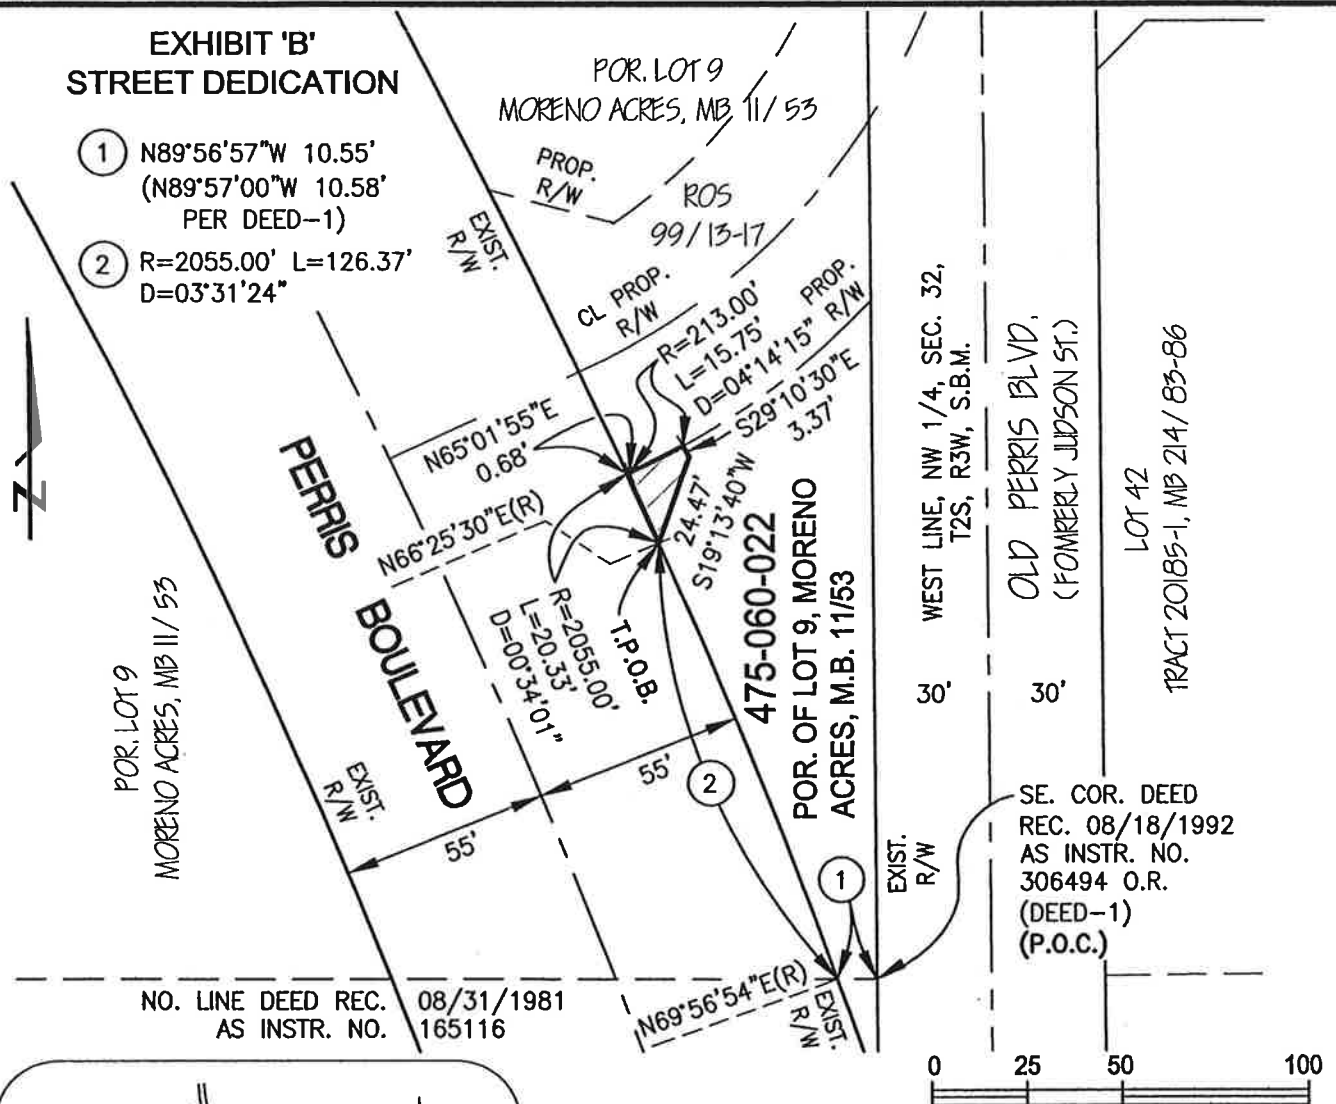 EXHIBIT 'B'
STREET DEDICATION
1 N89°56'57"W 10.55'
(N89°57'00"W 10.58'
PER DEED-1)
2 R=2055.00' L=126.37'
D=03°31'24"
POR. LOT 9
MORENO ACRES, MB 11/53
PROP.
R/W
ROS
99/13-17
EXIST.
R/W
CL PROP.
R/W
R=213.00'
L=15.75'
D=04°14'15"
PROP.
R/W
S29°10'30"E
3.37'
N65°01'55"E
0.68'
N66°25'30"E(R)
24.47'
S19°13'40"W
R=2055.00'
L=20.33'
D=00°34'01"
T.P.O.B.
PERRIS
BOULEVARD
475-060-022
POR. OF LOT 9, MORENO
ACRES, M.B. 11/53
WEST LINE, NW 1/4, SEC. 32,
T2S, R3W, S.B.M.
OLD PERRIS BLVD.
(FOMRERLY JUDSON ST.)
LOT 42
TRACT 20185-1, MB 214/83-86
30'
30'
POR. LOT 9
MORENO ACRES, MB 11/53
EXIST.
R/W
55'
55'
2
1
EXIST.
R/W
SE. COR. DEED
REC. 08/18/1992
AS INSTR. NO.
306494 O.R.
(DEED-1)
(P.O.C.)
N69°56'54"E(R)
EXIST.
R/W
NO. LINE DEED REC. 08/31/1981
AS INSTR. NO. 165116
0 25 50 100
N